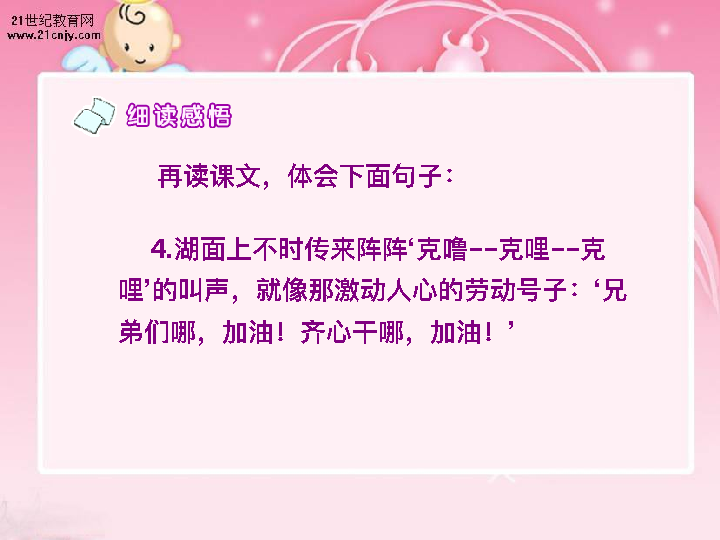 21世纪教育网
www.21cnjy.com
细读感悟
再读课文，体会下面句子：
4.湖面上不时传来阵阵‘克噜--克哩--克
哩’的叫声，就像那激动人心的劳动号子：‘兄
弟们哪，加油！齐心干哪，加油！’